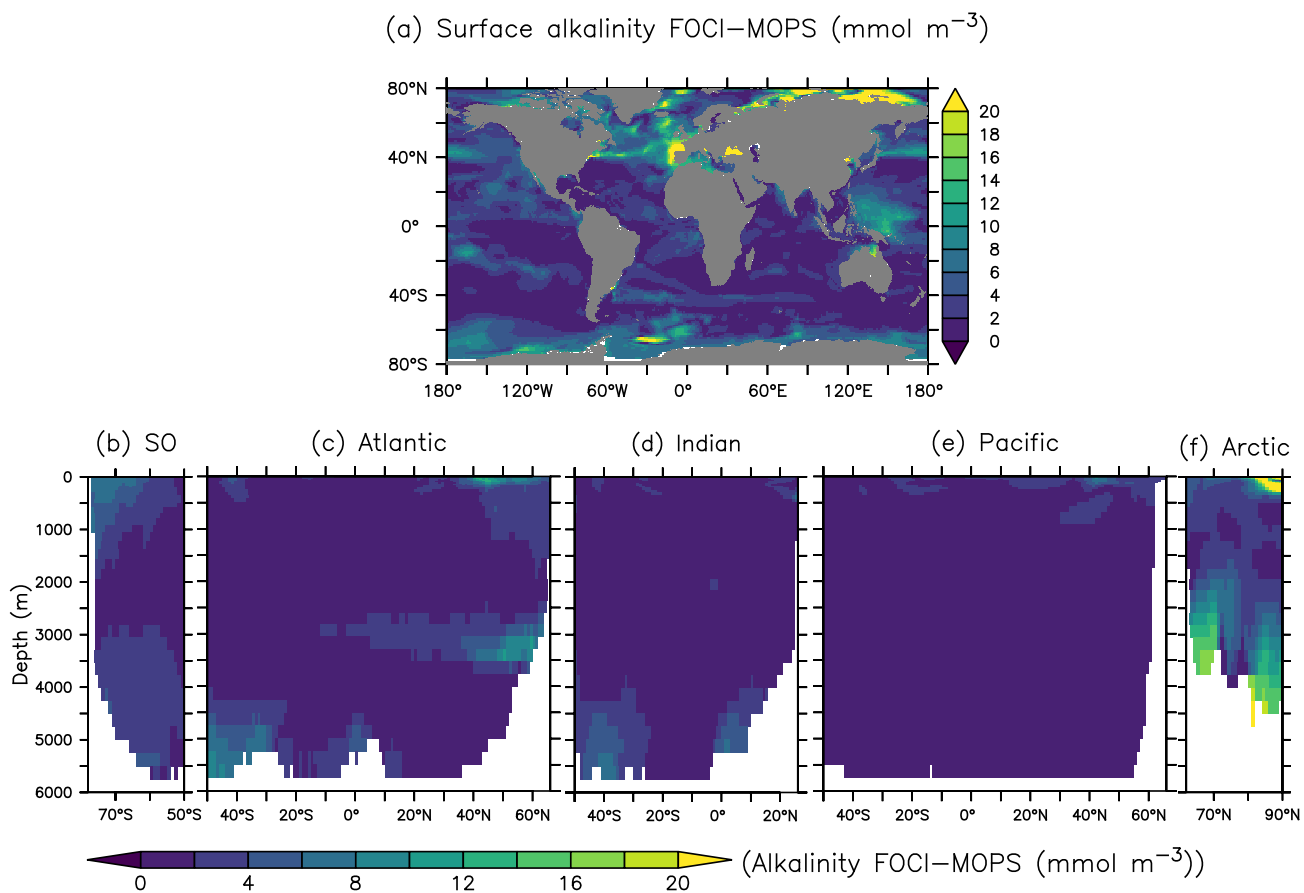 (a) Surface alkalinity FOCI−MOPS (mmol m⁻³)
80°N
40°N
0°
40°S
80°S
180° 120°W 60°W 0° 60°E 120°E 180°
20
18
16
14
12
10
8
6
4
2
0
(b) SO (c) Atlantic (d) Indian (e) Pacific (f) Arctic
Depth (m)
0
1000
2000
3000
4000
5000
6000
70°S 50°S 40°S 20°S 0° 20°N 40°N 60°N 40°S 20°S 0° 20°N 40°S 20°S 0° 20°N 40°N 60°N 70°N 90°N
0 4 8 12 16 20
(Alkalinity FOCI−MOPS (mmol m⁻³))